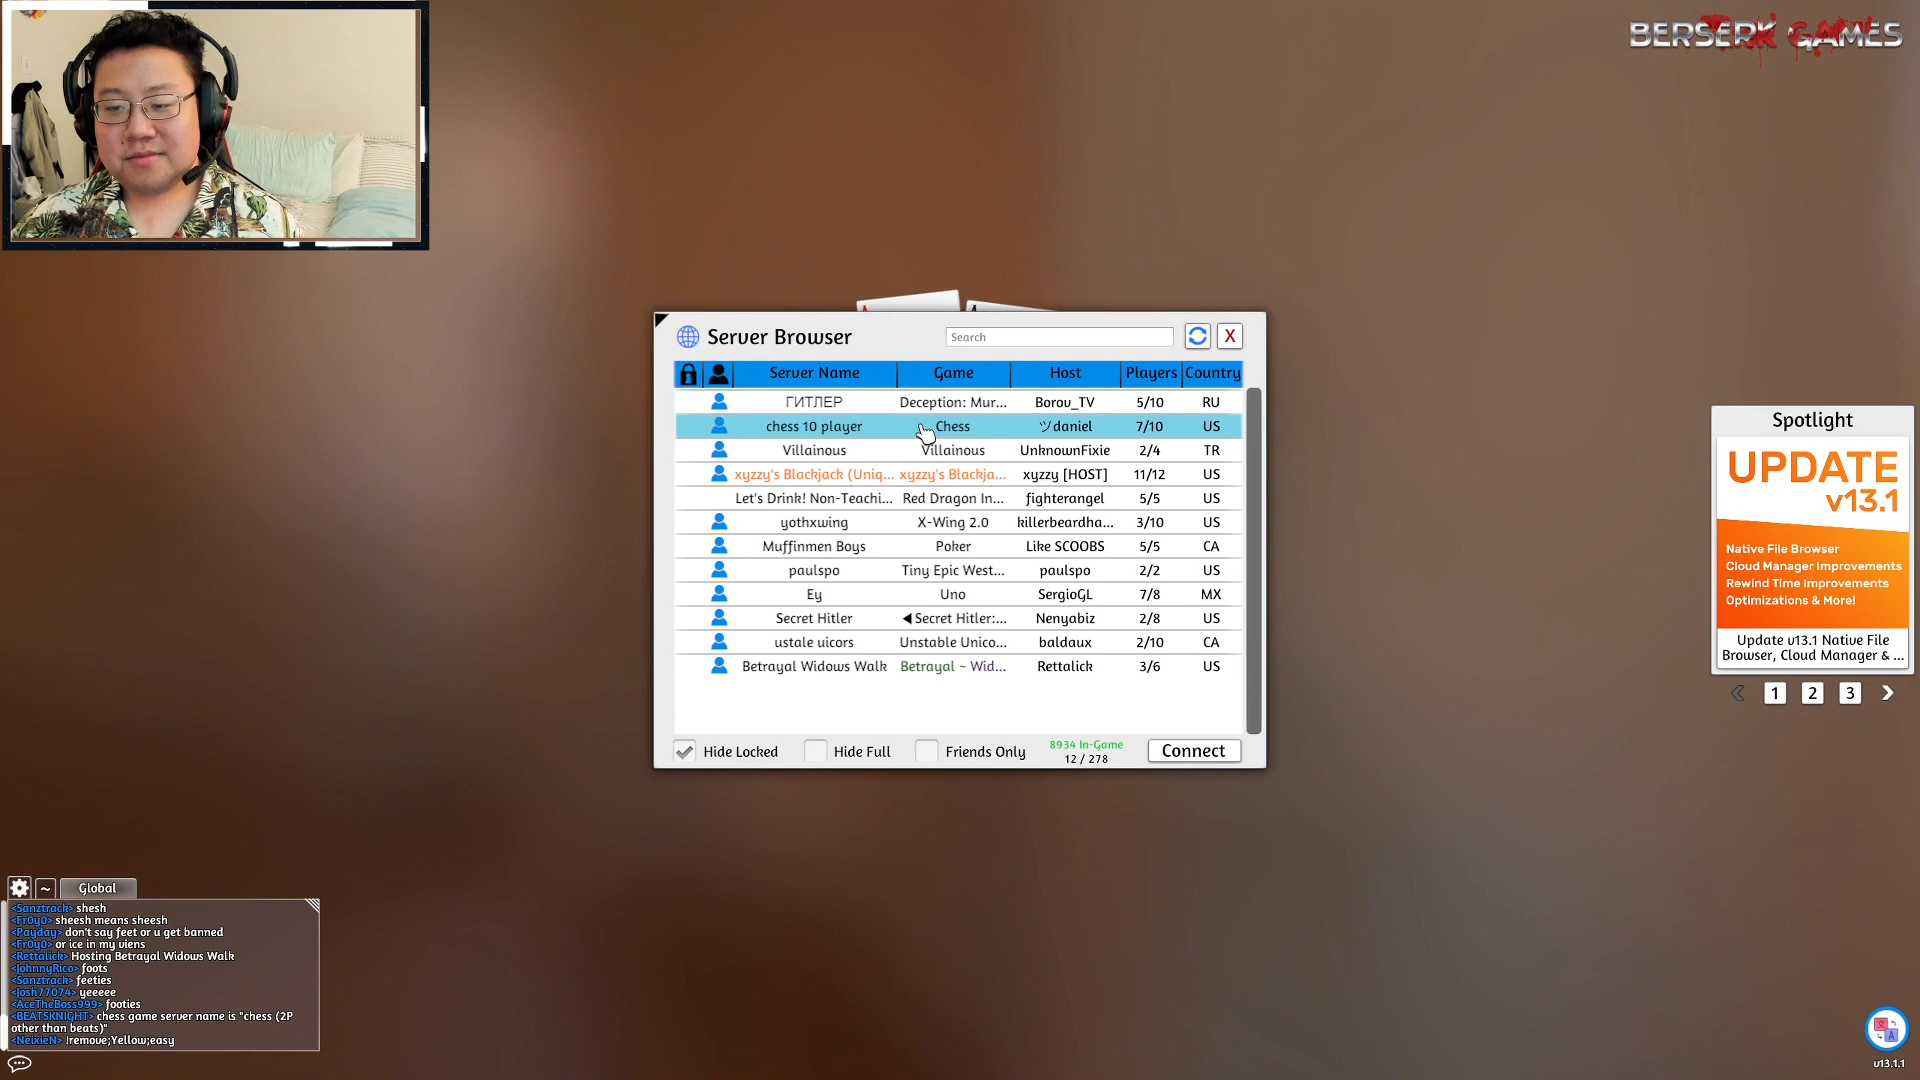 BERSERK GAMES
Server Browser
Search
X
Server Name Game Host Players Country
ГИТЛЕР Deception: Mur... Borov_TV 5/10 RU
chess 10 player Chess ツdaniel 7/10 US
Villainous Villainous UnknownFixie 2/4 TR
xyzzy's Blackjack (Uniq... xyzzy's Blackja... xyzzy [HOST] 11/12 US
Let's Drink! Non-Teachi... Red Dragon In... fighterangel 5/5 US
yothxwing X-Wing 2.0 killerbeardha... 3/10 US
Muffinmen Boys Poker Like SCOOBS 5/5 CA
paulspo Tiny Epic West... paulspo 2/2 US
Ey Uno SergioGL 7/8 MX
Secret Hitler ◀Secret Hitler:... Nenyabiz 2/8 US
ustale uicors Unstable Unico... baldaux 2/10 CA
Betrayal Widows Walk Betrayal ~ Wid... Rettalick 3/6 US
Hide Locked Hide Full Friends Only 8934 In-Game Connect
12 / 278
Spotlight
UPDATE
v13.1
Native File Browser
Cloud Manager Improvements
Rewind Time Improvements
Optimizations & More!
Update v13.1 Native File
Browser, Cloud Manager & ...
1 2 3
~ Global
<Sanztrack> shesh
<Fr0y0> sheesh means sheesh
<Payday> don't say feet or u get banned
<Fr0y0> or ice in my viens
<Rettalick> Hosting Betrayal Widows Walk
<JohnnyRico> foots
<Sanztrack> feeties
<Josh77074> yeeeee
<AceTheBoss999> footies
<BEATSKNIGHT> chess game server name is "chess (2P
other than beats)"
<NeixieN> !remove;Yellow;easy
v13.1.1